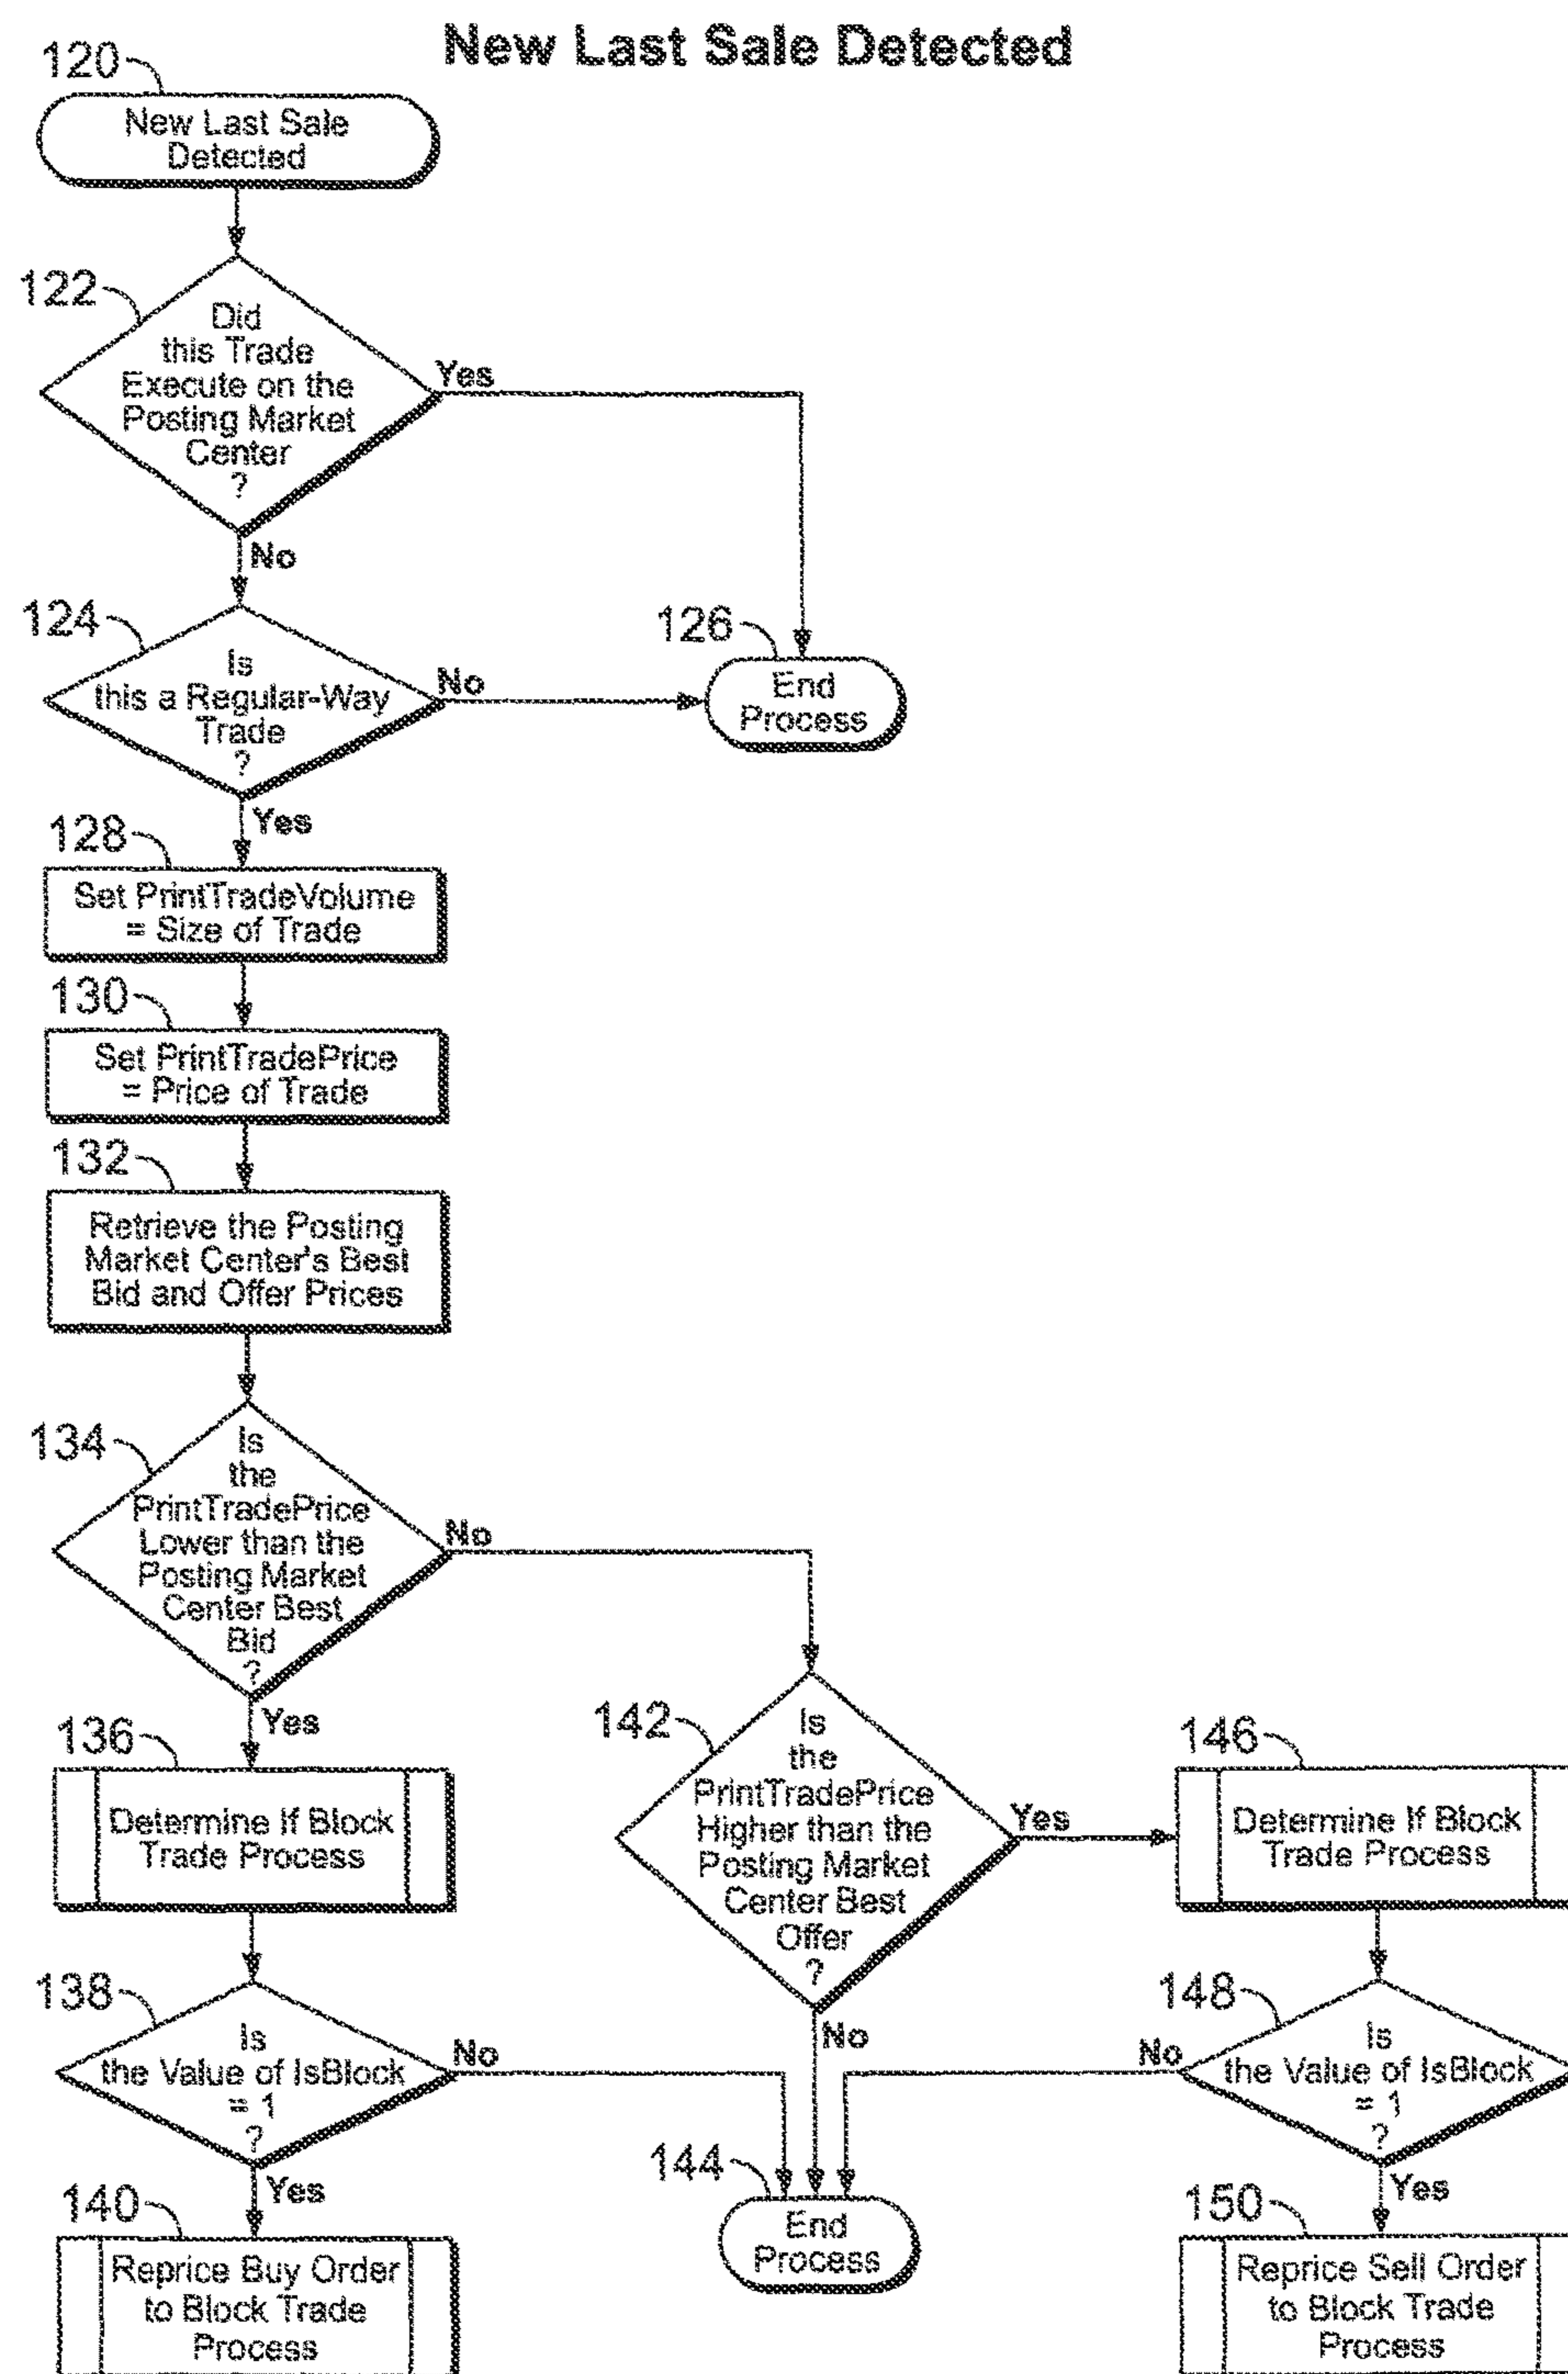 New Last Sale Detected
120
New Last Sale
Detected
122
Did
this Trade
Execute on the
Posting Market
Center
?
Yes
No
124
Is
this a Regular-Way
Trade
?
No
126
End
Process
Yes
128
Set PrintTradeVolume
= Size of Trade
130
Set PrintTradePrice
= Price of Trade
132
Retrieve the Posting
Market Center's Best
Bid and Offer Prices
134
Is
the
PrintTradePrice
Lower than the
Posting Market
Center Best
Bid
?
No
Yes
136
Determine If Block
Trade Process
142
Is
the
PrintTradePrice
Higher than the
Posting Market
Center Best
Offer
?
Yes
No
146
Determine If Block
Trade Process
138
Is
the Value of IsBlock
= 1
?
No
Yes
148
Is
the Value of IsBlock
= 1
?
No
Yes
144
End
Process
140
Reprice Buy Order
to Block Trade
Process
150
Reprice Sell Order
to Block Trade
Process